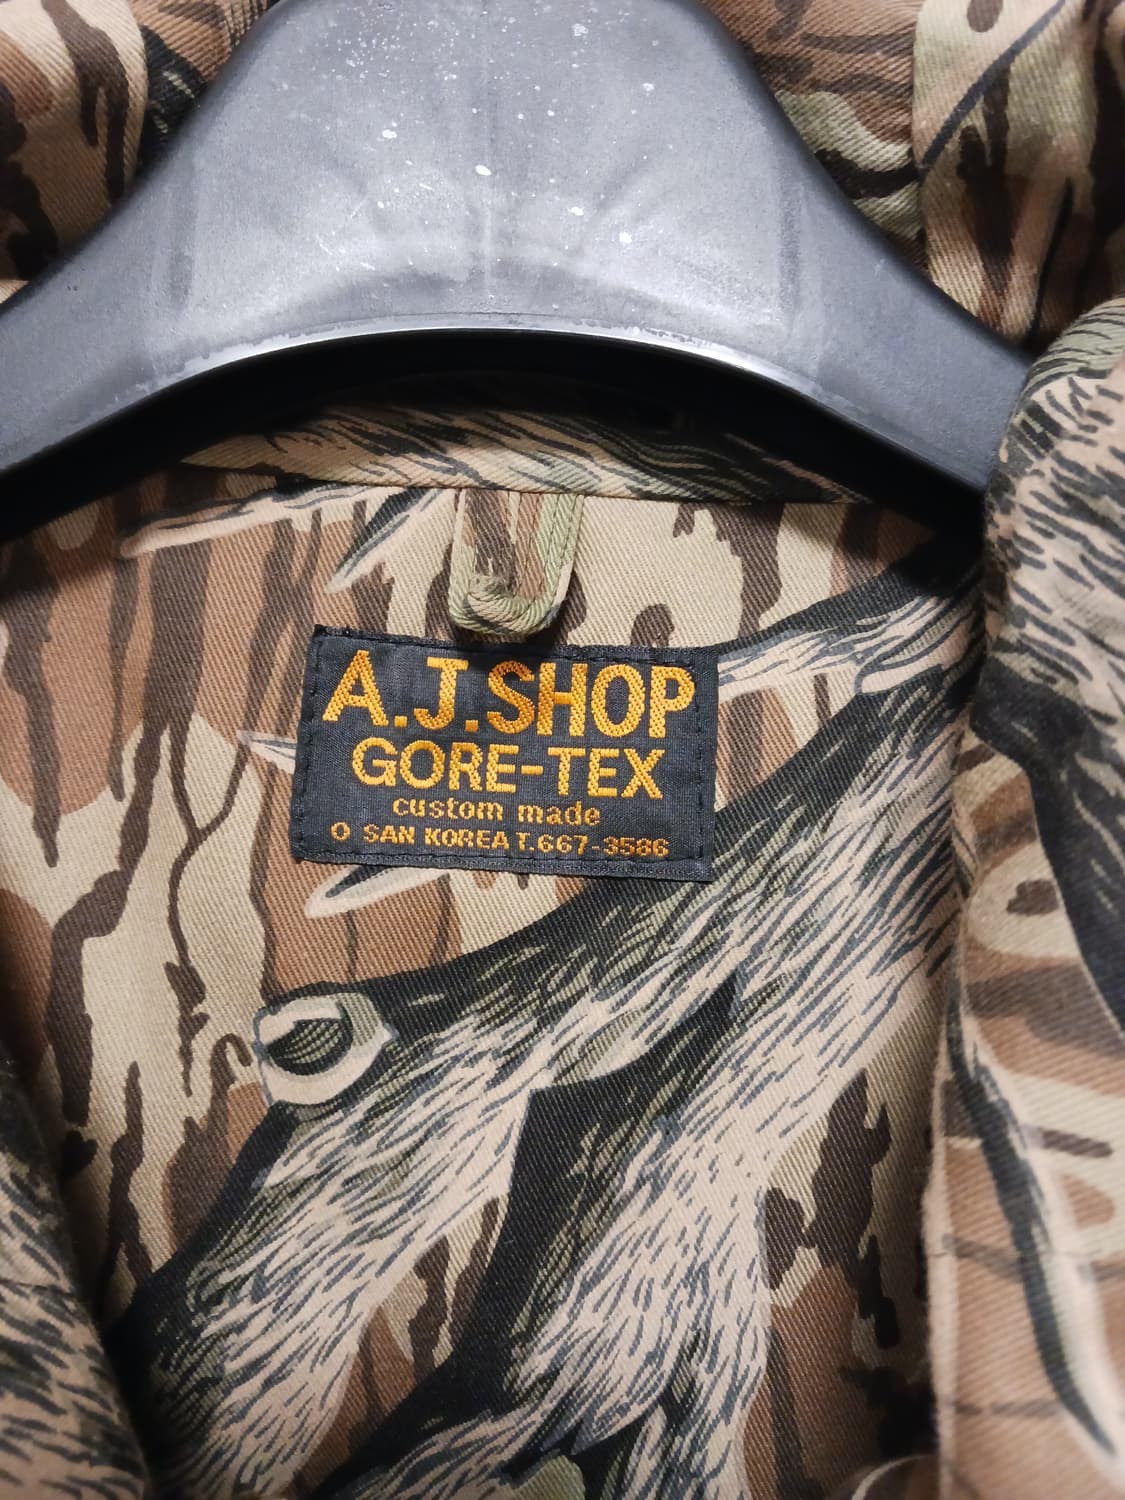 A.J.SHOP
GORE-TEX
custom made
O SAN KOREA T.667-3586